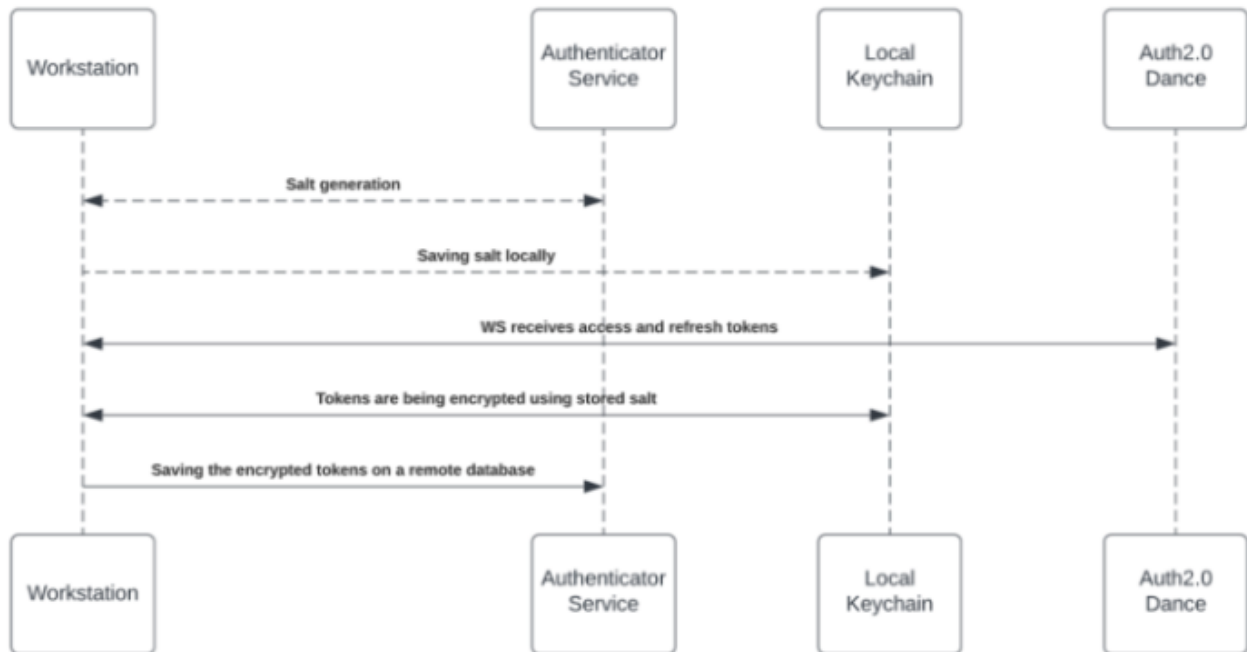 Workstation
Authenticator
Service
Local
Keychain
Auth2.0
Dance
Salt generation
Saving salt locally
WS receives access and refresh tokens
Tokens are being encrypted using stored salt
Saving the encrypted tokens on a remote database
Workstation
Authenticator
Service
Local
Keychain
Auth2.0
Dance